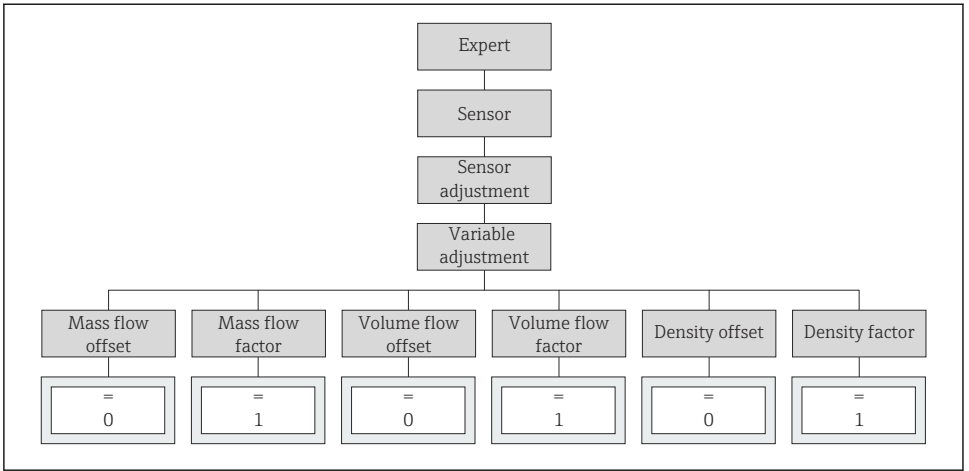 Expert
Sensor
Sensor
adjustment
Variable
adjustment
Mass flow
offset
Mass flow
factor
Volume flow
offset
Volume flow
factor
Density offset
Density factor
=
0
=
1
=
0
=
1
=
0
=
1